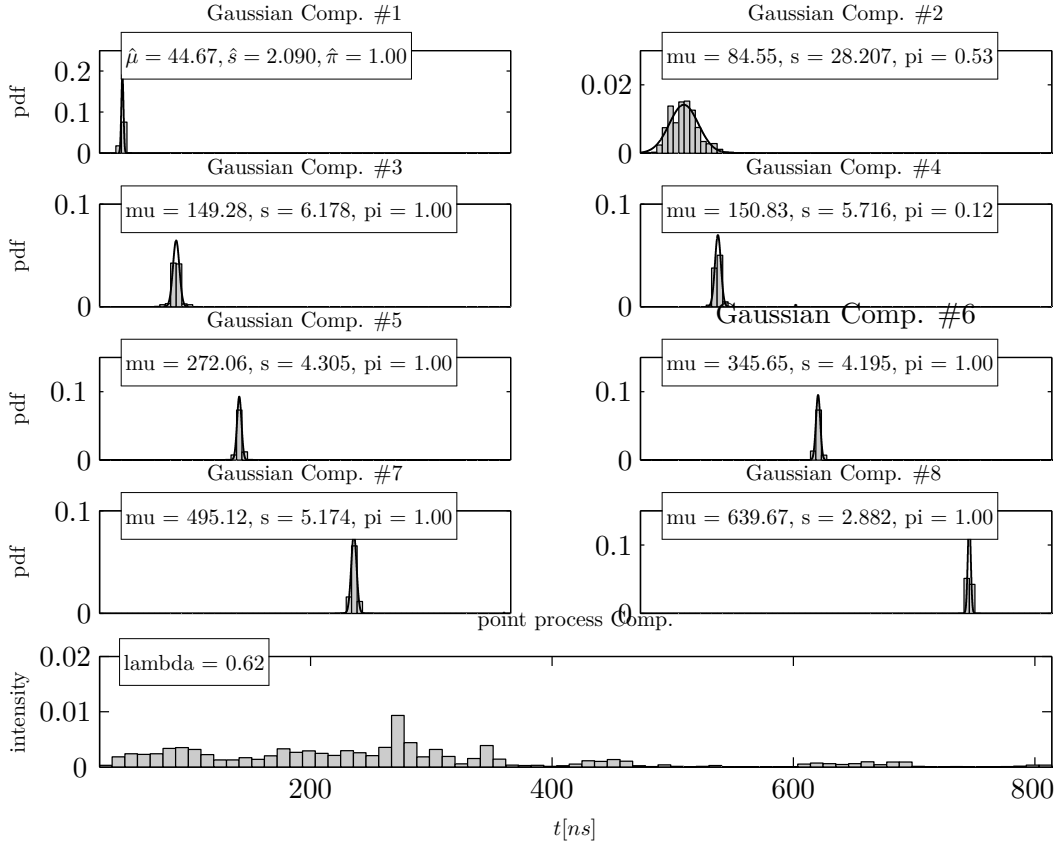 Gaussian Comp. #1
Gaussian Comp. #2
pdf
0.2
0.1
0
μ̂ = 44.67, ŝ = 2.090, π̂ = 1.00
0.02
0
mu = 84.55, s = 28.207, pi = 0.53
Gaussian Comp. #3
Gaussian Comp. #4
pdf
0.1
0
mu = 149.28, s = 6.178, pi = 1.00
0.1
0
mu = 150.83, s = 5.716, pi = 0.12
Gaussian Comp. #5
Gaussian Comp. #6
pdf
0.1
0
mu = 272.06, s = 4.305, pi = 1.00
0.1
0
mu = 345.65, s = 4.195, pi = 1.00
Gaussian Comp. #7
Gaussian Comp. #8
pdf
0.1
0
mu = 495.12, s = 5.174, pi = 1.00
0.1
0
mu = 639.67, s = 2.882, pi = 1.00
point process Comp.
intensity
0.02
0.01
0
lambda = 0.62
200
400
600
800
t[ns]